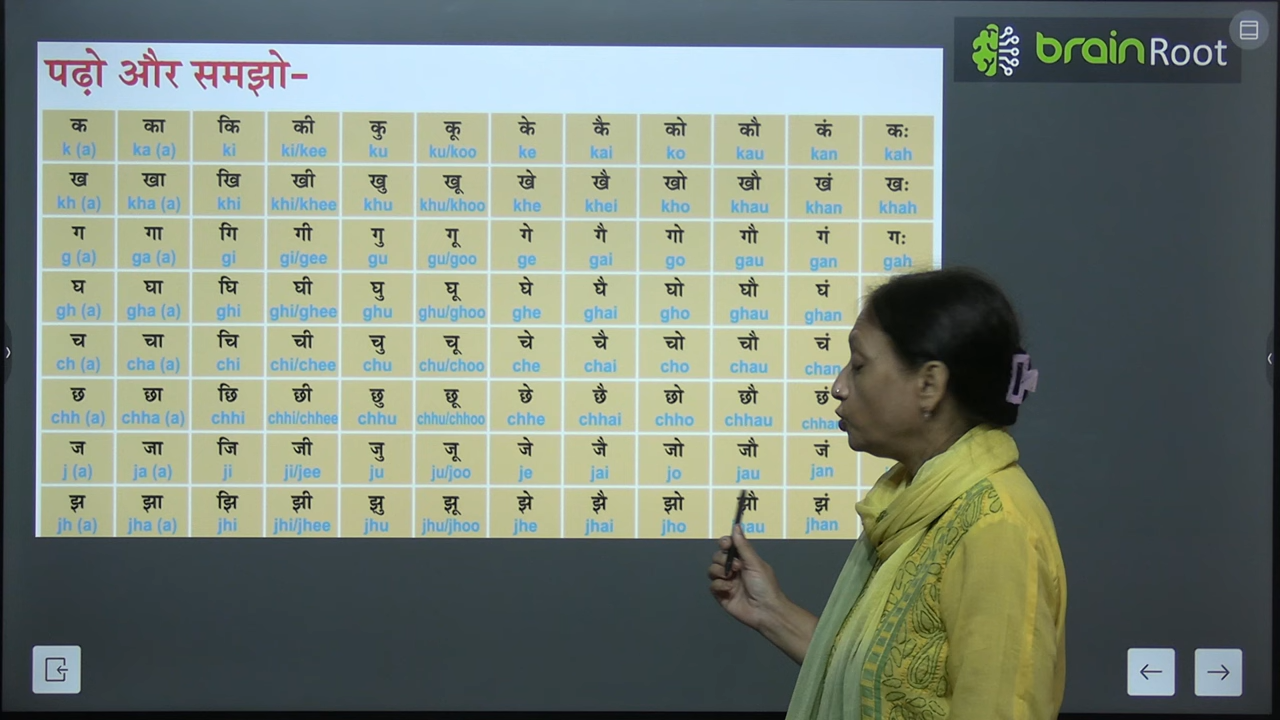 brainRoot
पढ़ो और समझो-
क का कि की कु कू के कै को कौ कं कः
k (a) ka (a) ki ki/kee ku ku/koo ke kai ko kau kan kah
ख खा खि खी खु खू खे खै खो खौ खं खः
kh (a) kha (a) khi khi/khee khu khu/khoo khe khei kho khau khan khah
ग गा गि गी गु गू गे गै गो गौ गं गः
g (a) ga (a) gi gi/gee gu gu/goo ge gai go gau gan gah
घ घा घि घी घु घू घे घै घो घौ घं
gh (a) gha (a) ghi ghi/ghee ghu ghu/ghoo ghe ghai gho ghau ghan
च चा चि ची चु चू चे चै चो चौ चं
ch (a) cha (a) chi chi/chee chu chu/choo che chai cho chau chan
छ छा छि छी छु छू छे छै छो छौ छं
chh (a) chha (a) chhi chhi/chhee chhu chhu/chhoo chhe chhai chho chhau
ज जा जि जी जु जू जे जै जो जौ जं
j (a) ja (a) ji ji/jee ju ju/joo je jai jo jau jan
झ झा झि झी झु झू झे झै झो झौ झं
jh (a) jha (a) jhi jhi/jhee jhu jhu/jhoo jhe jhai jho jhan